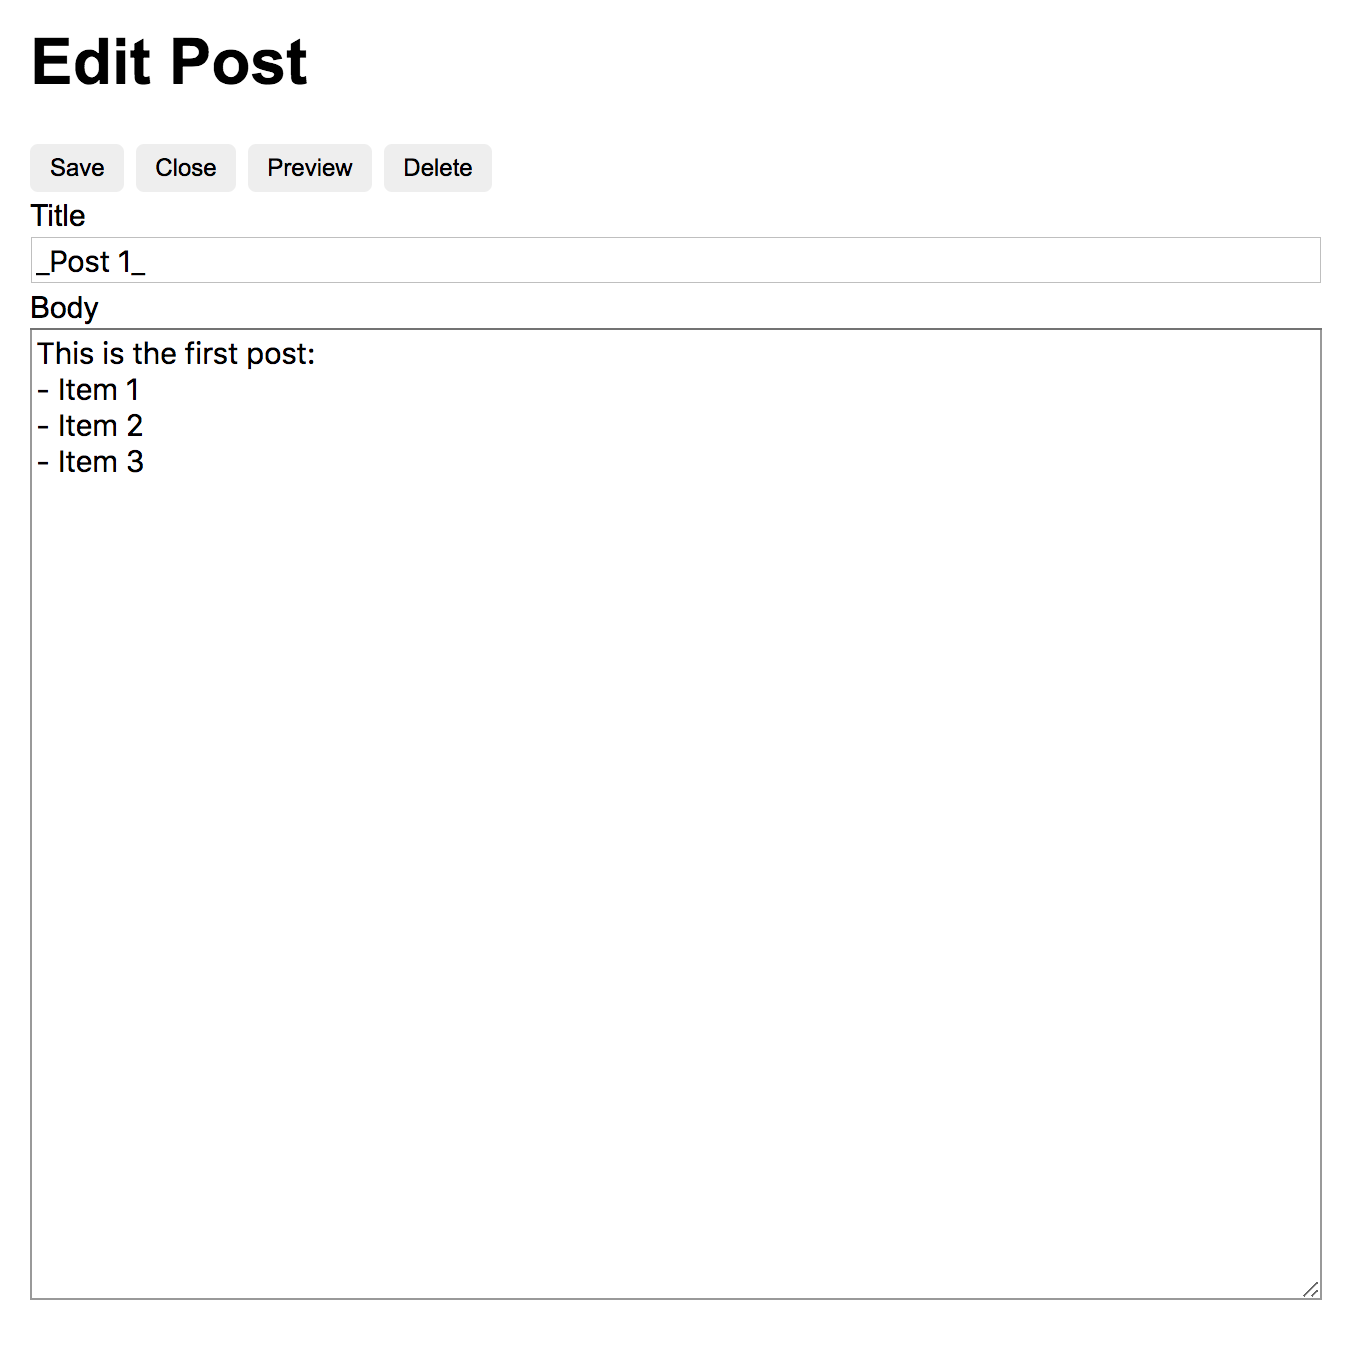 Edit Post
Save Close Preview Delete
Title
_Post 1_
Body
This is the first post:
- Item 1
- Item 2
- Item 3